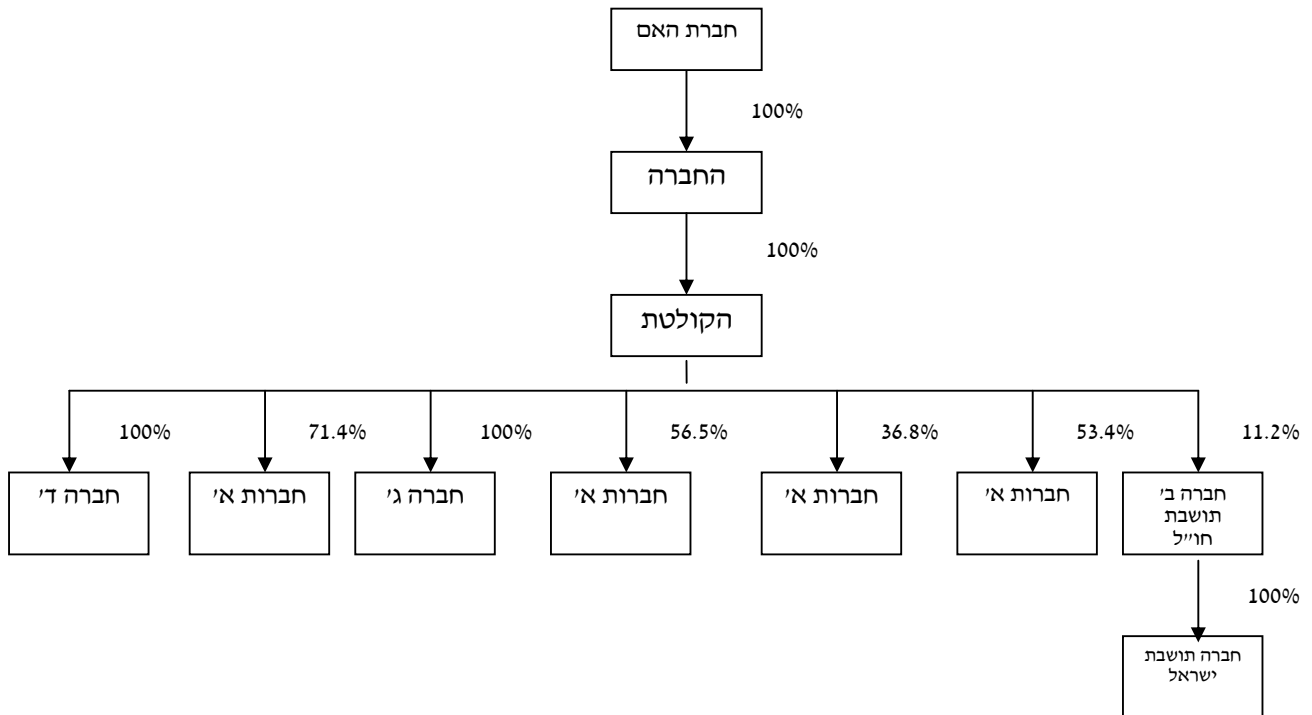 חברת האם
100%
החברה
100%
הקולטת
100%
71.4%
100%
56.5%
36.8%
53.4%
11.2%
חברה ד'
חברות א'
חברה ג'
חברות א'
חברות א'
חברות א'
חברה ב'
תושבת
חו"ל
100%
חברה תושבת
ישראל